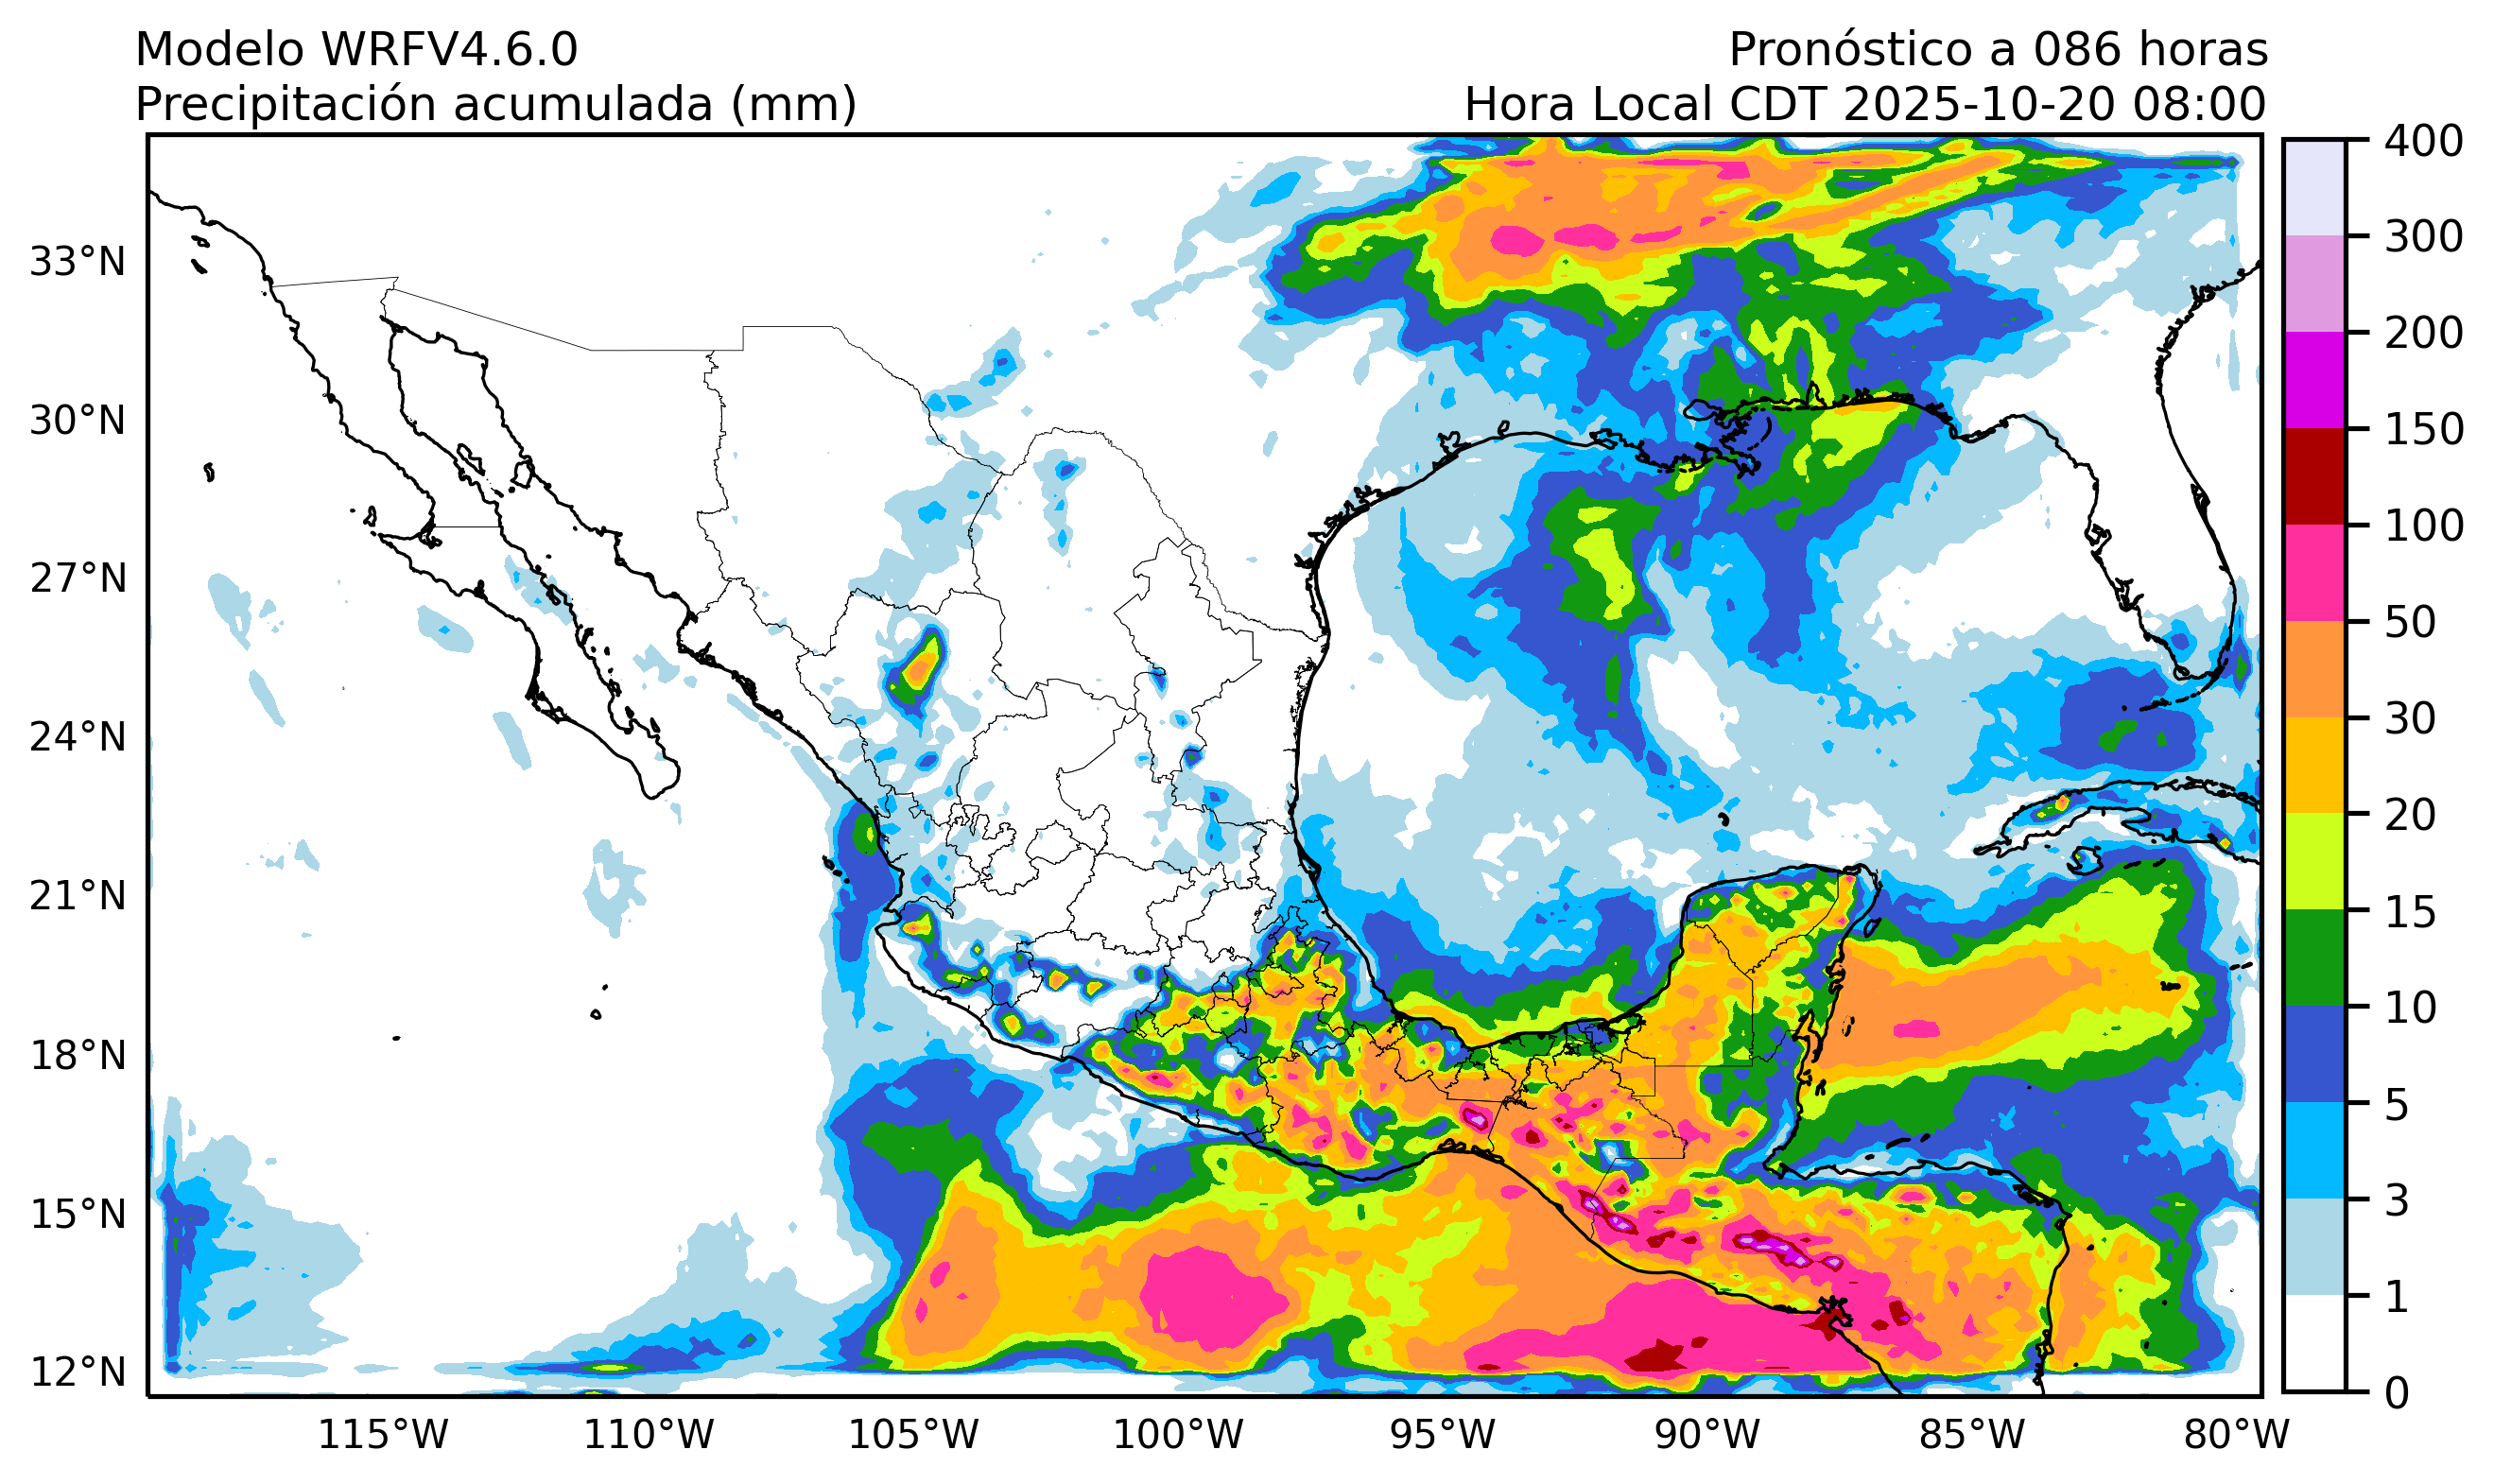 Modelo WRFV4.6.0
Pronóstico a 086 horas
Precipitación acumulada (mm)
Hora Local CDT 2025-10-20 08:00
33°N
30°N
27°N
24°N
21°N
18°N
15°N
12°N
115°W
110°W
105°W
100°W
95°W
90°W
85°W
80°W
400
300
200
150
100
50
30
20
15
10
5
3
1
0